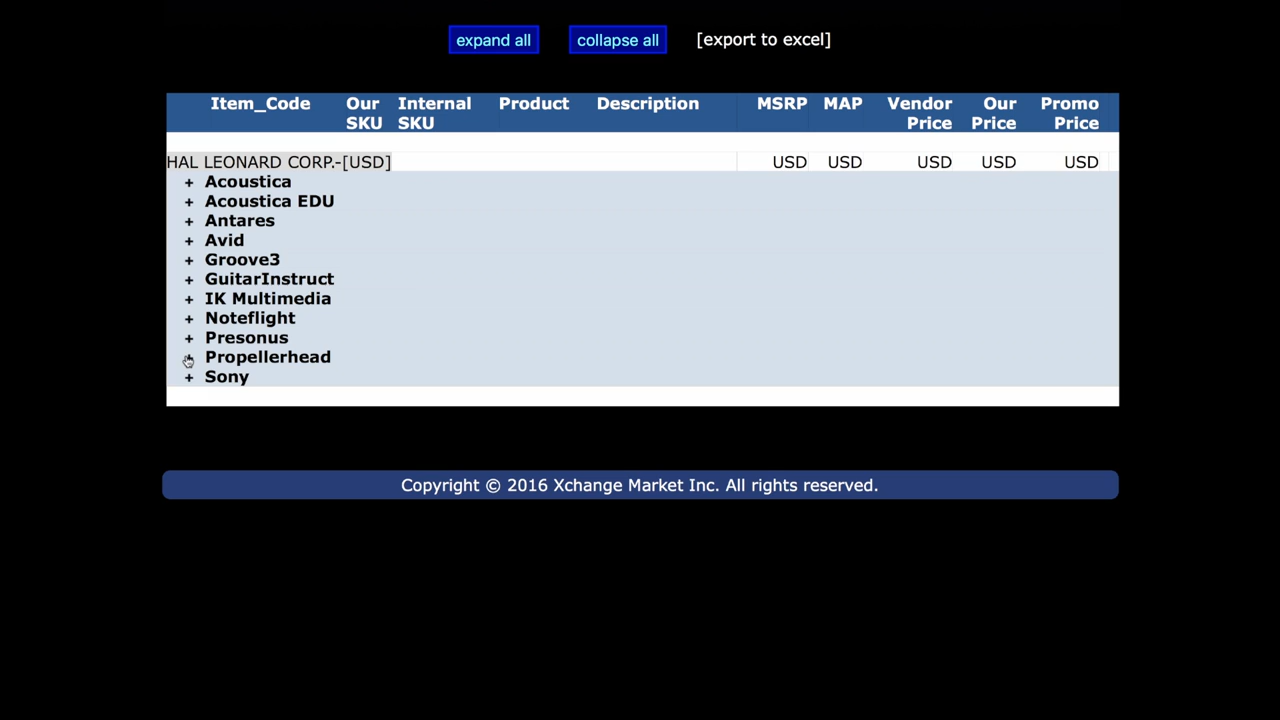 expand all collapse all [export to excel]
Item_Code Our SKU Internal SKU Product Description MSRP MAP Vendor Price Our Price Promo Price
HAL LEONARD CORP.-[USD] USD USD USD USD USD
+ Acoustica
+ Acoustica EDU
+ Antares
+ Avid
+ Groove3
+ GuitarInstruct
+ IK Multimedia
+ Noteflight
+ Presonus
+ Propellerhead
+ Sony
Copyright © 2016 Xchange Market Inc. All rights reserved.